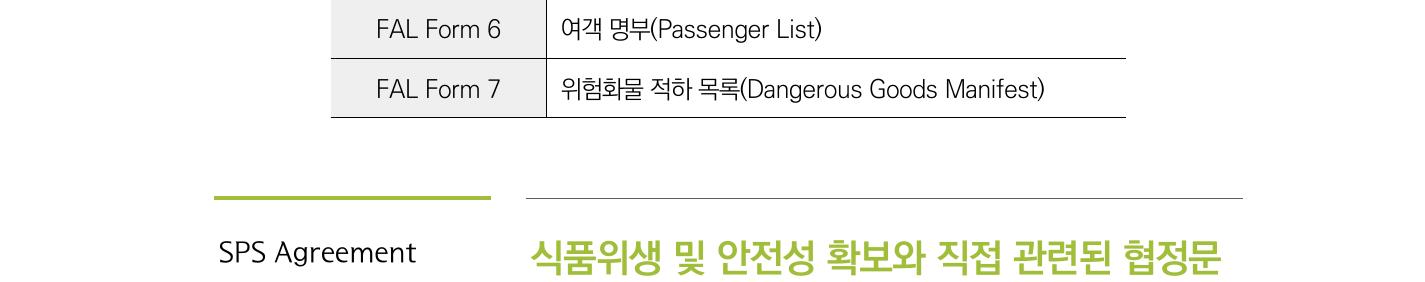 FAL Form 6 여객 명부(Passenger List)
FAL Form 7 위험화물 적하 목록(Dangerous Goods Manifest)
SPS Agreement 식품위생 및 안전성 확보와 직접 관련된 협정문